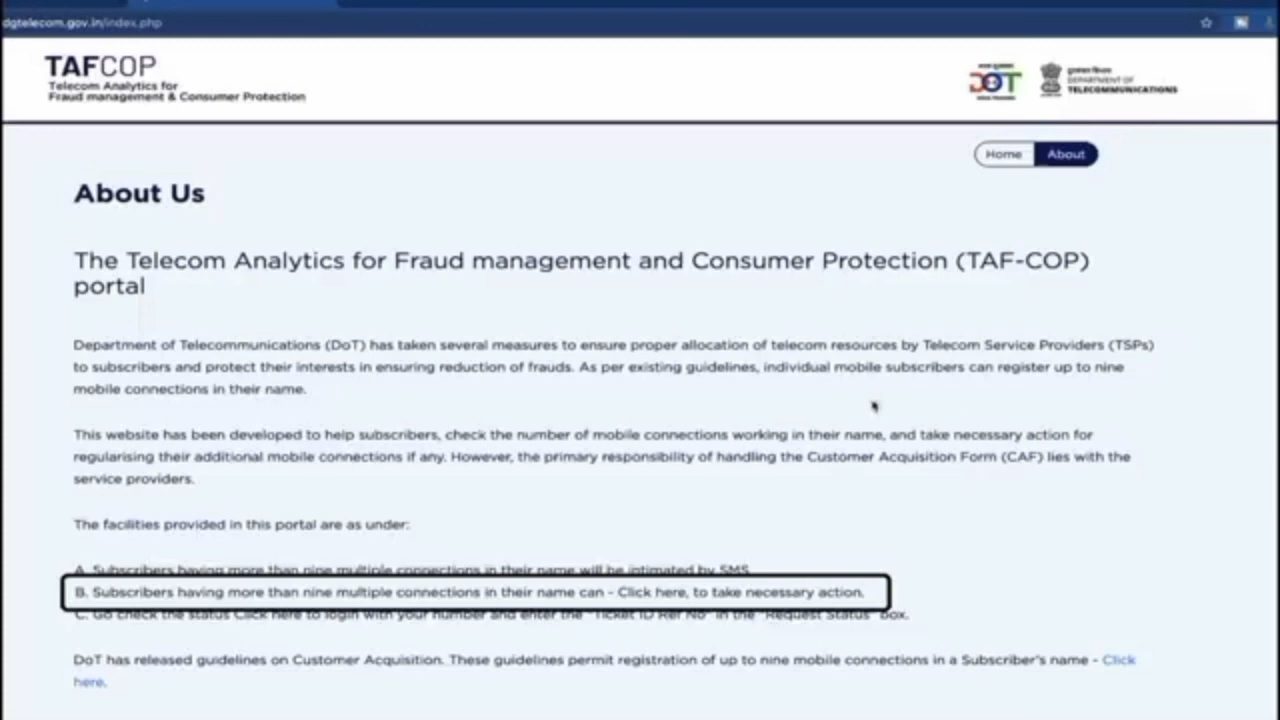 dgtelecom.gov.in/index.php
TAFCOP
Telecom Analytics for
Fraud management & Consumer Protection
DOT
DEPARTMENT OF
TELECOMMUNICATIONS
Home About
About Us
The Telecom Analytics for Fraud management and Consumer Protection (TAF-COP)
portal
Department of Telecommunications (DoT) has taken several measures to ensure proper allocation of telecom resources by Telecom Service Providers (TSPs)
to subscribers and protect their interests in ensuring reduction of frauds. As per existing guidelines, individual mobile subscribers can register up to nine
mobile connections in their name.
This website has been developed to help subscribers, check the number of mobile connections working in their name, and take necessary action for
regularising their additional mobile connections if any. However, the primary responsibility of handling the Customer Acquisition Form (CAF) lies with the
service providers.
The facilities provided in this portal are as under:
A. Subscribers having more than nine multiple connections in their name will be intimated by SMS.
B. Subscribers having more than nine multiple connections in their name can - Click here, to take necessary action.
C. Go check the status Click here to login with your number and enter the "Ticket ID Ref No" in the "Request Status" box.
DoT has released guidelines on Customer Acquisition. These guidelines permit registration of up to nine mobile connections in a Subscriber's name - Click
here.